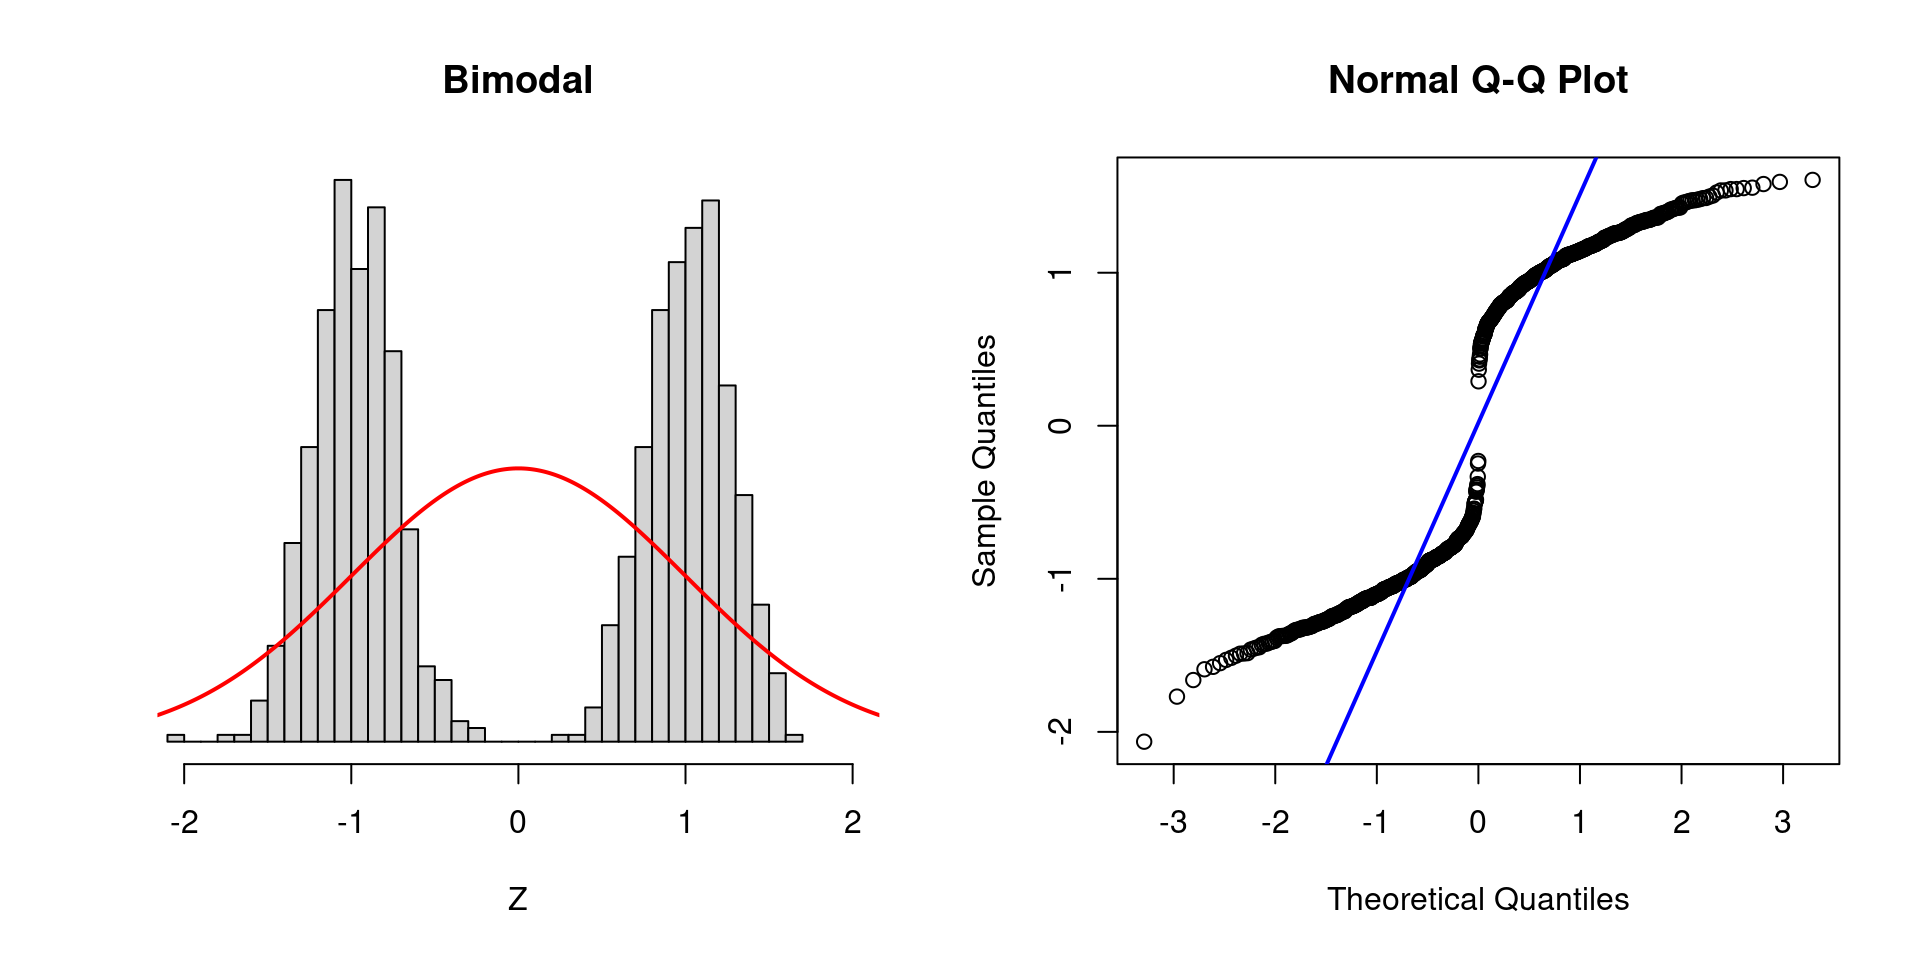 Bimodal
-2 -1 0 1 2
Z
Normal Q-Q Plot
Sample Quantiles
1
0
-1
-2
-3 -2 -1 0 1 2 3
Theoretical Quantiles